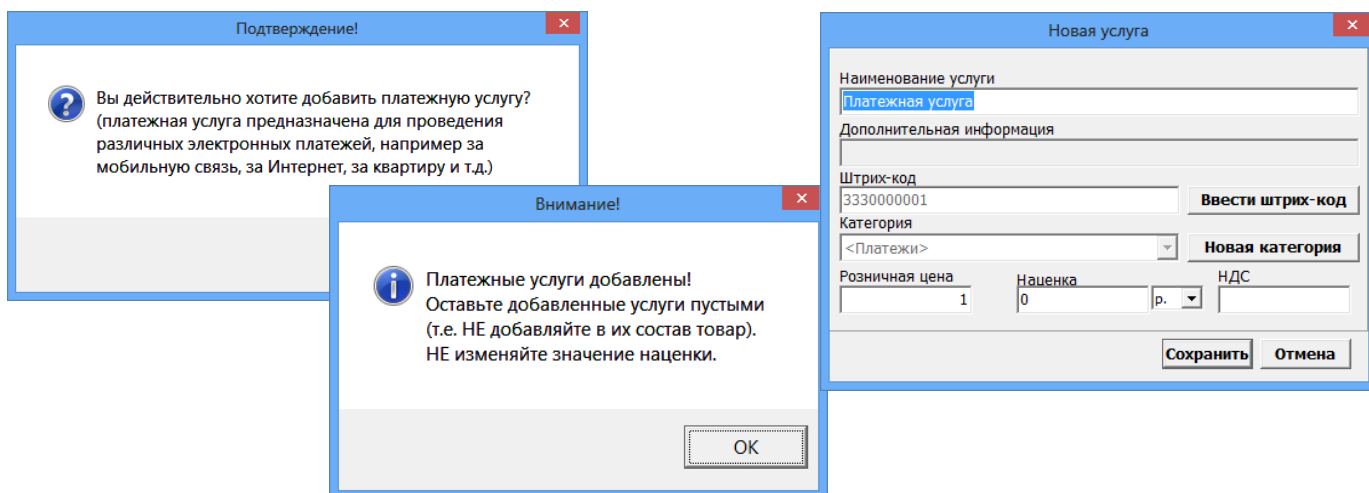 Подтверждение!
Вы действительно хотите добавить платежную услугу?
(платежная услуга предназначена для проведения
различных электронных платежей, например за
мобильную связь, за Интернет, за квартиру и т.д.)
Внимание!
Платежные услуги добавлены!
Оставьте добавленные услуги пустыми
(т.е. НЕ добавляйте в их состав товар).
НЕ изменяйте значение наценки.
OK
Новая услуга
Наименование услуги
Платежная услуга
Дополнительная информация
Штрих-код
3330000001 Ввести штрих-код
Категория
<Платежи> Новая категория
Розничная цена Наценка НДС
1 0 р.
Сохранить Отмена